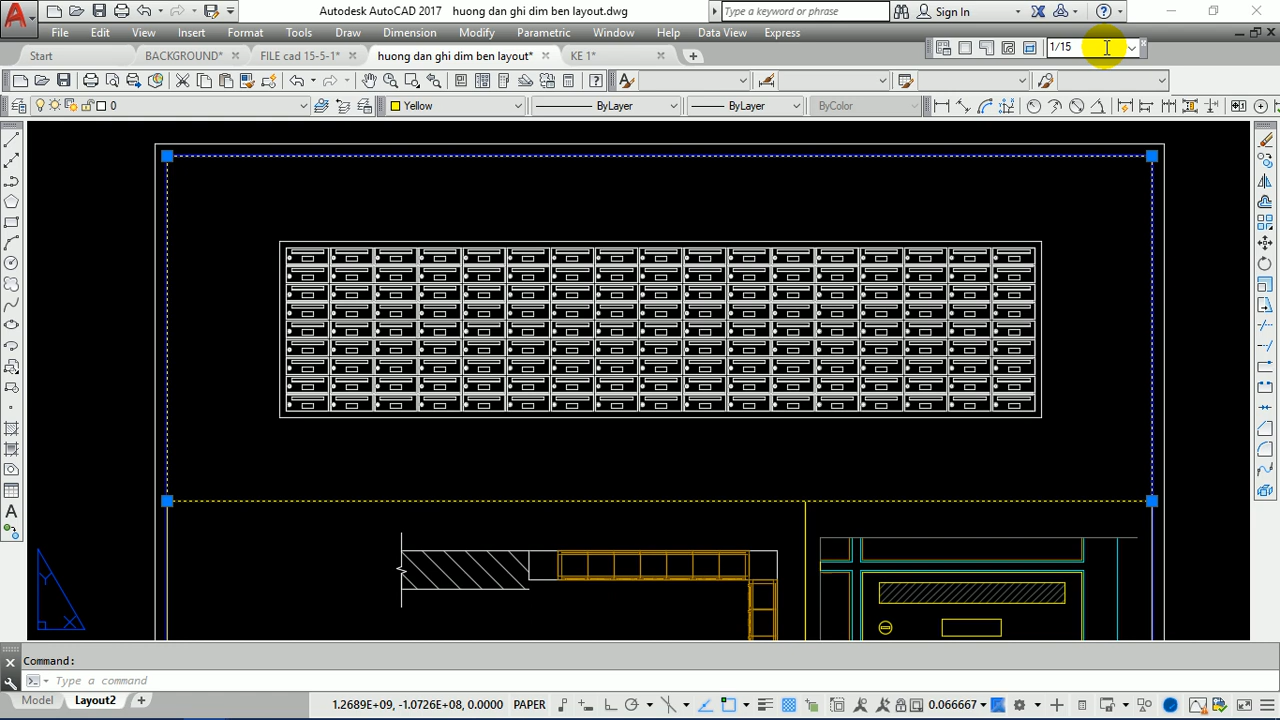 Autodesk AutoCAD 2017 huong dan ghi dim ben layout.dwg
Type a keyword or phrase
Sign In
File Edit View Insert Format Tools Draw Dimension Modify Parametric Window Help Data View Express
1/15
Start BACKGROUND* FILE cad 15-5-1* huong dan ghi dim ben layout* KE 1*
0 Yellow ByLayer ByLayer ByColor
Y
X
Command:
Type a command
Model Layout2 1.2689E+09, -1.0726E+08, 0.0000 PAPER 0.066667